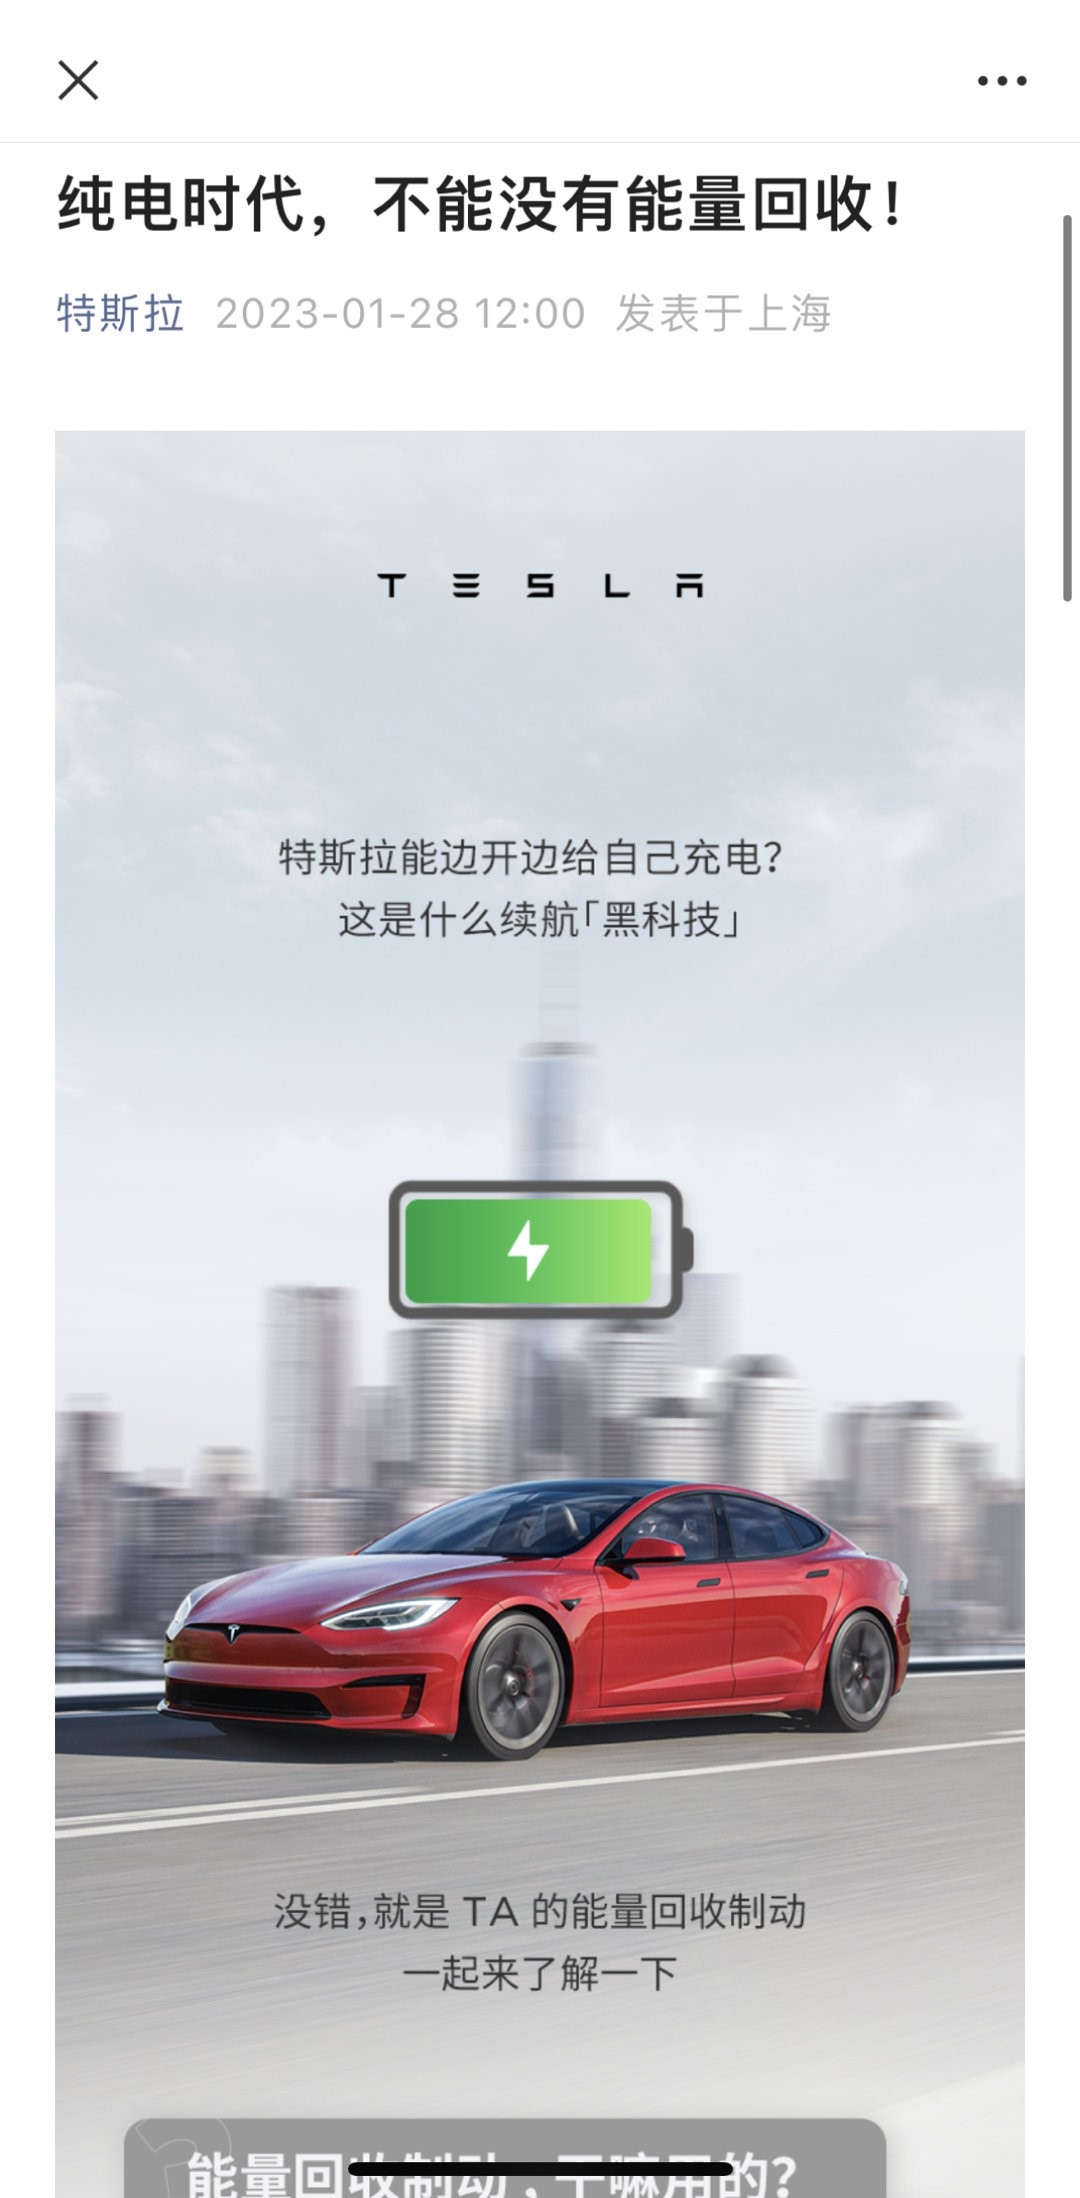 纯电时代，不能没有能量回收！
特斯拉 2023-01-28 12:00 发表于上海
TESLA
特斯拉能边开边给自己充电？
这是什么续航「黑科技」
没错，就是 TA 的能量回收制动
一起来了解一下
能量回收制动，干嘛用的？